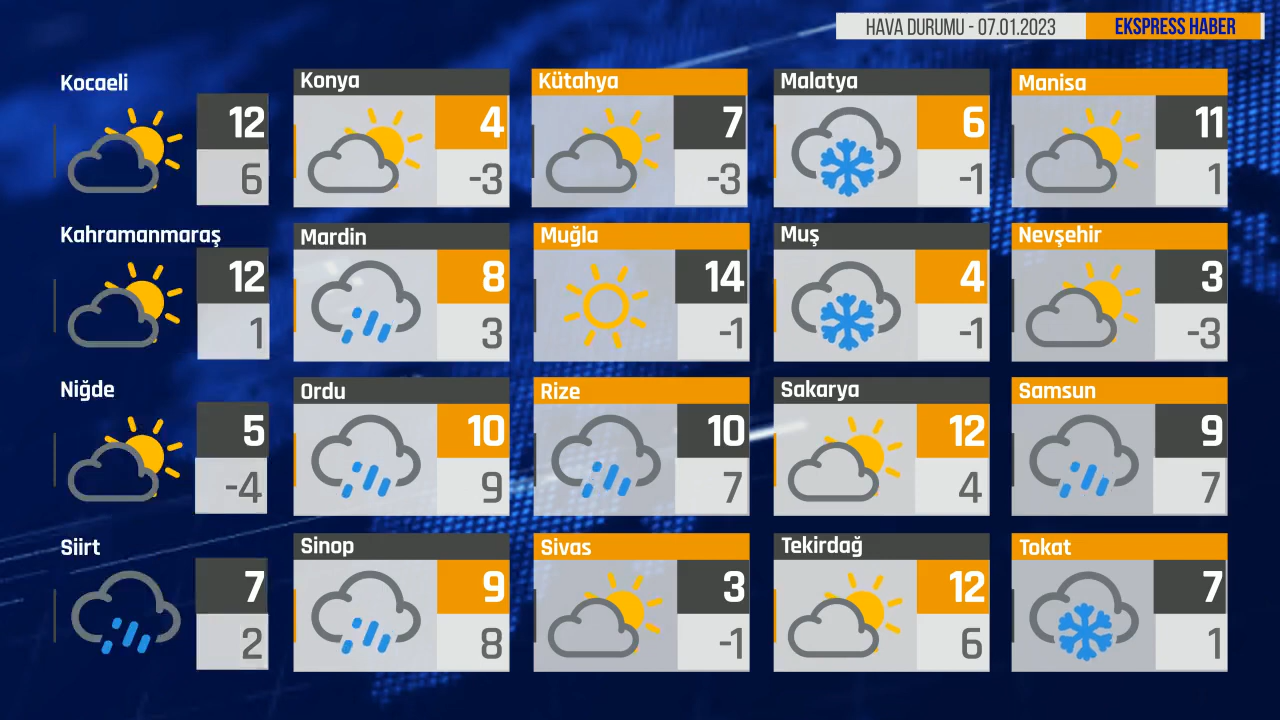 HAVA DURUMU - 07.01.2023 EKSPRESS HABER
Kocaeli
12
6
Konya
4
-3
Kütahya
7
-3
Malatya
6
-1
Manisa
11
1
Kahramanmaraş
12
1
Mardin
8
3
Muğla
14
-1
Muş
4
-1
Nevşehir
3
-3
Niğde
5
-4
Ordu
10
9
Rize
10
7
Sakarya
12
4
Samsun
9
7
Siirt
7
2
Sinop
9
8
Sivas
3
-1
Tekirdağ
12
6
Tokat
7
1